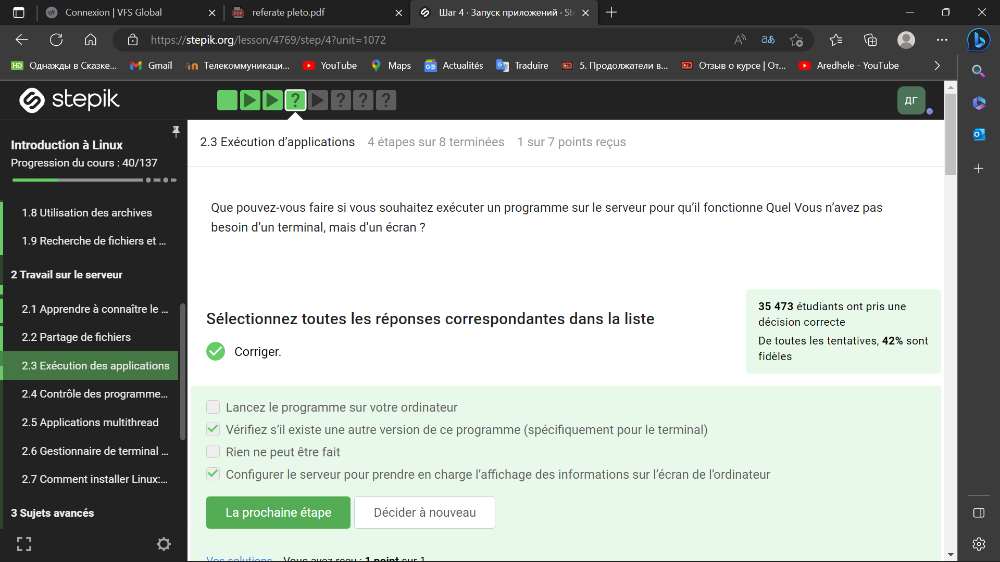 Connexion | VFS Global
referate pleto.pdf
Шаг 4 · Запуск приложений · Ste
https://stepik.org/lesson/4769/step/4?unit=1072
Однажды в Сказке...
Gmail
Телекоммуникаци...
YouTube
Maps
Actualités
Traduire
5. Продолжатели в...
Отзыв о курсе | От...
Aredhele - YouTube
stepik
ДГ
Introduction à Linux
Progression du cours : 40/137
1.8 Utilisation des archives
1.9 Recherche de fichiers et ...
2 Travail sur le serveur
2.1 Apprendre à connaître le ...
2.2 Partage de fichiers
2.3 Exécution des applications
2.4 Contrôle des programme...
2.5 Applications multithread
2.6 Gestionnaire de terminal ...
2.7 Comment installer Linux:...
3 Sujets avancés
2.3 Exécution d’applications 4 étapes sur 8 terminées 1 sur 7 points reçus
Que pouvez-vous faire si vous souhaitez exécuter un programme sur le serveur pour qu’il fonctionne Quel Vous n’avez pas
besoin d’un terminal, mais d’un écran ?
Sélectionnez toutes les réponses correspondantes dans la liste
Corriger.
35 473 étudiants ont pris une
décision correcte
De toutes les tentatives, 42% sont
fidèles
Lancez le programme sur votre ordinateur
Vérifiez s’il existe une autre version de ce programme (spécifiquement pour le terminal)
Rien ne peut être fait
Configurer le serveur pour prendre en charge l’affichage des informations sur l’écran de l’ordinateur
La prochaine étape
Décider à nouveau
Vos solutions Vous avez reçu : 1 point sur 1